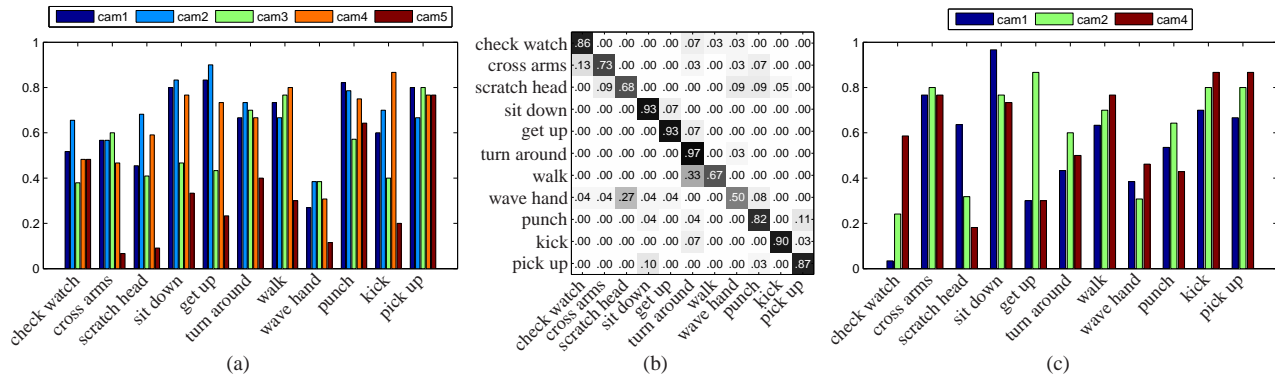 cam1 cam2 cam3 cam4 cam5
1
0.8
0.6
0.4
0.2
0
check watch
cross arms
scratch head
sit down
get up
turn around
walk
wave hand
punch
kick
pick up
(a)
check watch .86 .00 .00 .00 .00 .07 .03 .03 .00 .00 .00
cross arms .13 .73 .00 .00 .00 .03 .00 .03 .07 .00 .00
scratch head .00 .09 .68 .00 .00 .00 .00 .09 .09 .05 .00
sit down .00 .00 .00 .93 .07 .00 .00 .00 .00 .00 .00
get up .00 .00 .00 .00 .93 .07 .00 .00 .00 .00 .00
turn around .00 .00 .00 .00 .00 .97 .00 .03 .00 .00 .00
walk .00 .00 .00 .00 .00 .33 .67 .00 .00 .00 .00
wave hand .04 .04 .27 .04 .04 .00 .00 .50 .08 .00 .00
punch .00 .00 .04 .00 .00 .04 .00 .00 .82 .00 .11
kick .00 .00 .00 .00 .00 .07 .00 .00 .00 .90 .03
pick up .00 .00 .00 .10 .00 .00 .00 .00 .03 .00 .87
check watch
cross arms
scratch head
sit down
get up
turn around
walk
wave hand
punch
kick
pick up
(b)
cam1 cam2 cam4
1
0.8
0.6
0.4
0.2
0
check watch
cross arms
scratch head
sit down
get up
turn around
walk
wave hand
punch
kick
pick up
(c)